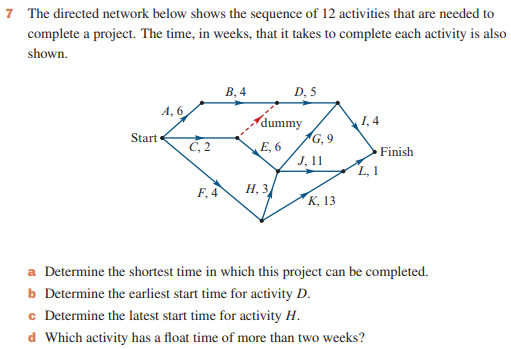 7 The directed network below shows the sequence of 12 activities that are needed to
complete a project. The time, in weeks, that it takes to complete each activity is also
shown.
B, 4
D, 5
A, 6
dummy
I, 4
Start
C, 2
E, 6
G, 9
Finish
J, 11
L, 1
F, 4
H, 3
K, 13
a Determine the shortest time in which this project can be completed.
b Determine the earliest start time for activity D.
c Determine the latest start time for activity H.
d Which activity has a float time of more than two weeks?